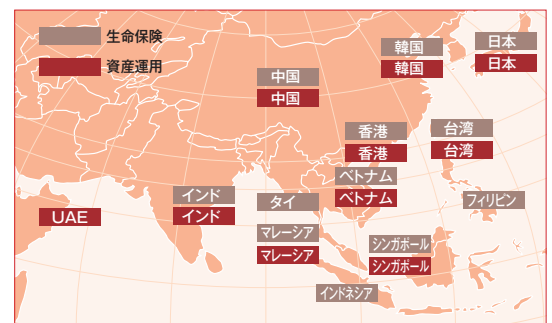 生命保険
資産運用
韓国
韓国
日本
日本
中国
中国
香港
香港
台湾
台湾
ベトナム
ベトナム
インド
インド
タイ
フィリピン
UAE
マレーシア
マレーシア
シンガポール
シンガポール
インドネシア